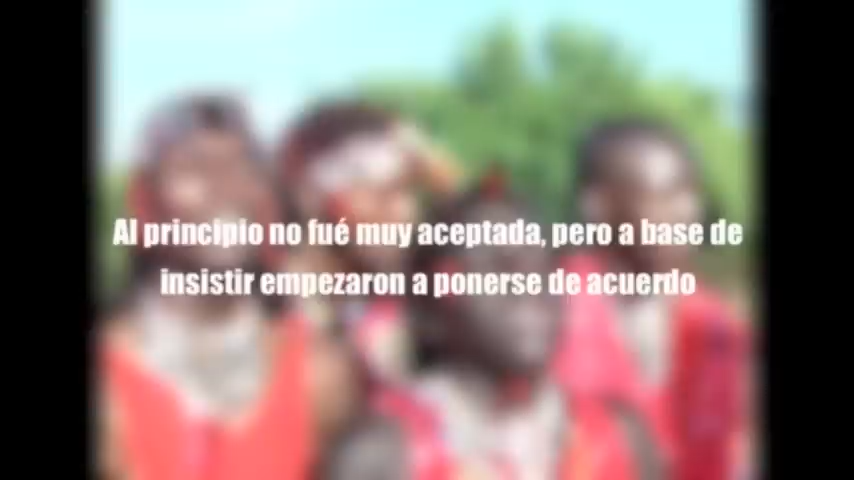 Al principio no fué muy aceptada, pero a base de
insistir empezaron a ponerse de acuerdo